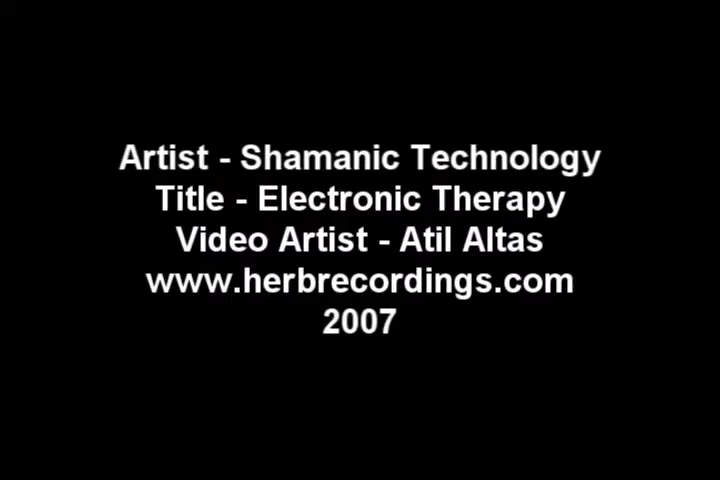 Artist - Shamanic Technology
Title - Electronic Therapy
Video Artist - Atil Altas
www.herbrecordings.com
2007